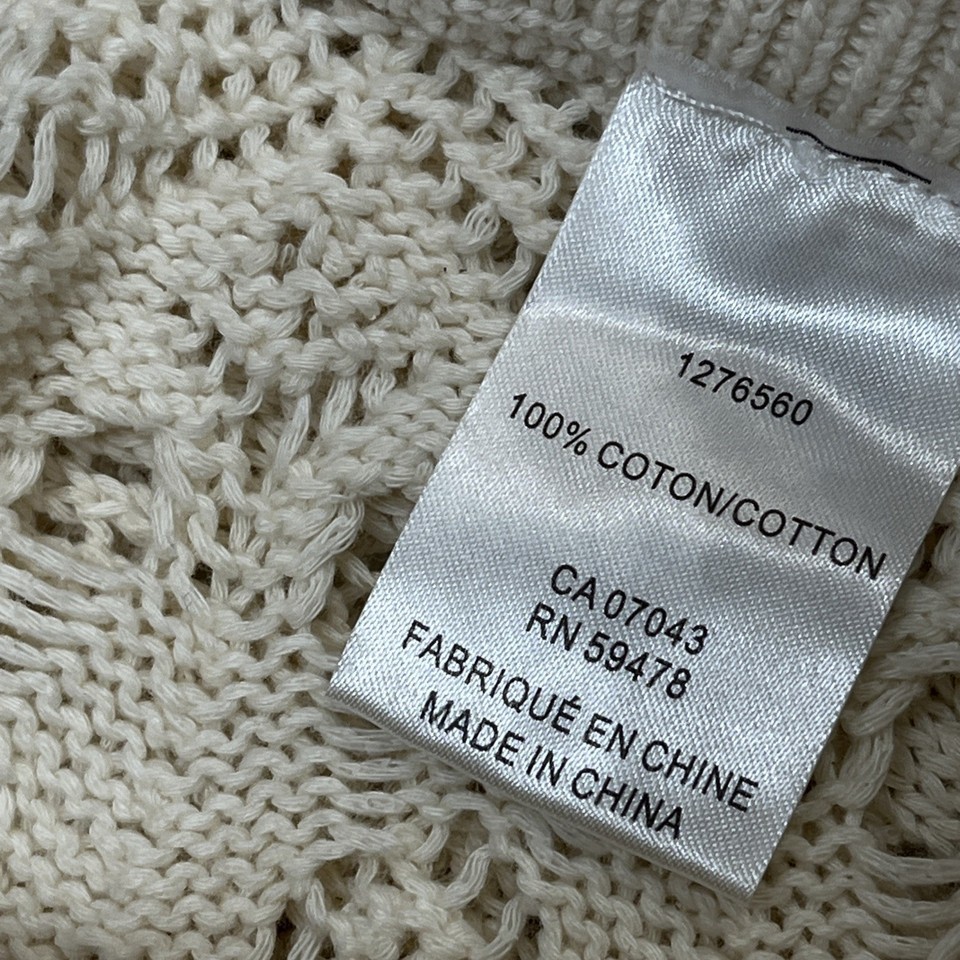 1276560
100% COTON/COTTON
CA 07043
RN 59478
FABRIQUÉ EN CHINE
MADE IN CHINA